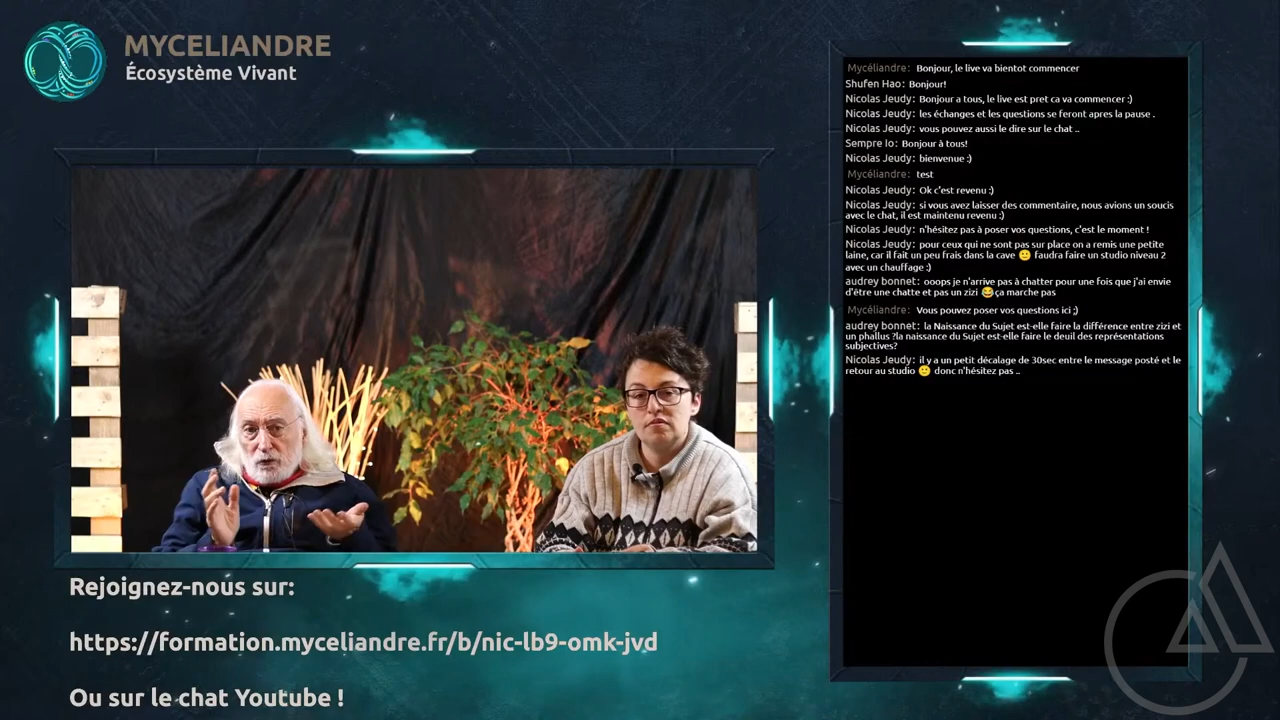 MYCELIANDRE
Écosystème Vivant
Mycéliandre: Bonjour, le live va bientot commencer
Shufen Hao: Bonjour!
Nicolas Jeudy: Bonjour a tous, le live est pret ca va commencer :)
Nicolas Jeudy: les échanges et les questions se feront apres la pause .
Nicolas Jeudy: vous pouvez aussi le dire sur le chat ..
Sempre Io: Bonjour à tous!
Nicolas Jeudy: bienvenue :)
Mycéliandre: test
Nicolas Jeudy: Ok c'est revenu :)
Nicolas Jeudy: si vous avez laisser des commentaire, nous avions un soucis
avec le chat, il est maintenu revenu :)
Nicolas Jeudy: n'hésitez pas à poser vos questions, c'est le moment !
Nicolas Jeudy: pour ceux qui ne sont pas sur place on a remis une petite
laine, car il fait un peu frais dans la cave 🙂 faudra faire un studio niveau 2
avec un chauffage :)
audrey bonnet: ooops je n'arrive pas à chatter pour une fois que j'ai envie
d'être une chatte et pas un zizi 😂ça marche pas
Mycéliandre: Vous pouvez poser vos questions ici ;)
audrey bonnet: la Naissance du Sujet est-elle faire la différence entre zizi et
un phallus ?la naissance du Sujet est-elle faire le deuil des représentations
subjectives?
Nicolas Jeudy: il y a un petit décalage de 30sec entre le message posté et le
retour au studio 🙂 donc n'hésitez pas ..
Rejoignez-nous sur:
https://formation.myceliandre.fr/b/nic-lb9-omk-jvd
Ou sur le chat Youtube !